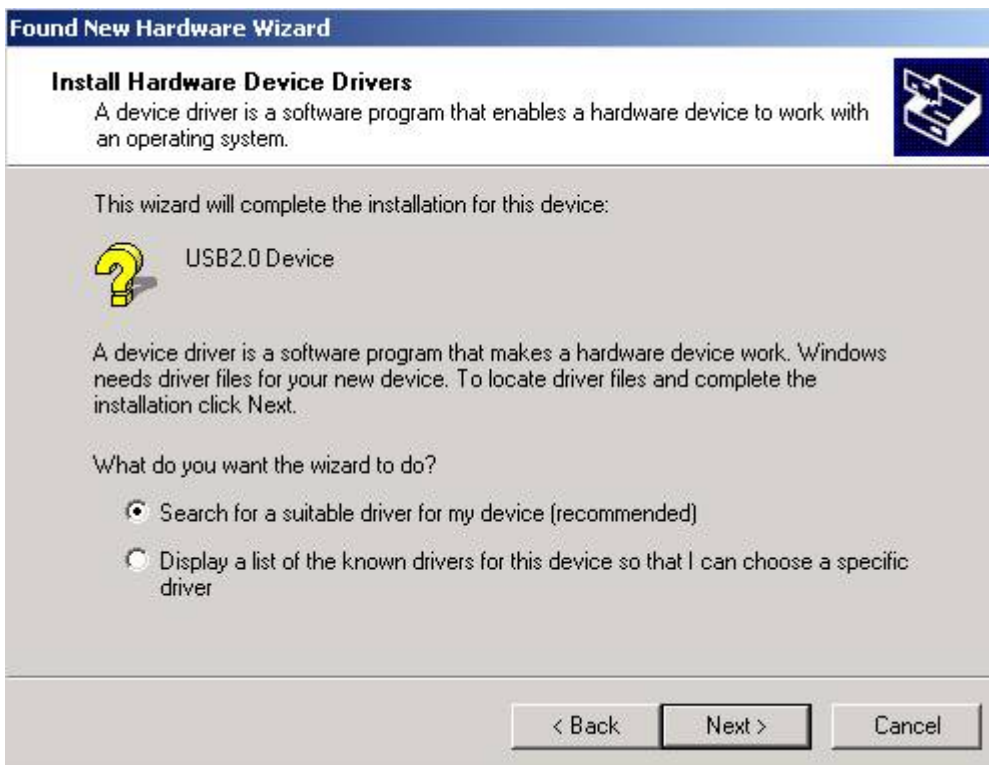 Found New Hardware Wizard
Install Hardware Device Drivers
A device driver is a software program that enables a hardware device to work with
an operating system.
This wizard will complete the installation for this device:
USB2.0 Device
A device driver is a software program that makes a hardware device work. Windows
needs driver files for your new device. To locate driver files and complete the
installation click Next.
What do you want the wizard to do?
Search for a suitable driver for my device (recommended)
Display a list of the known drivers for this device so that I can choose a specific
driver
< Back
Next >
Cancel